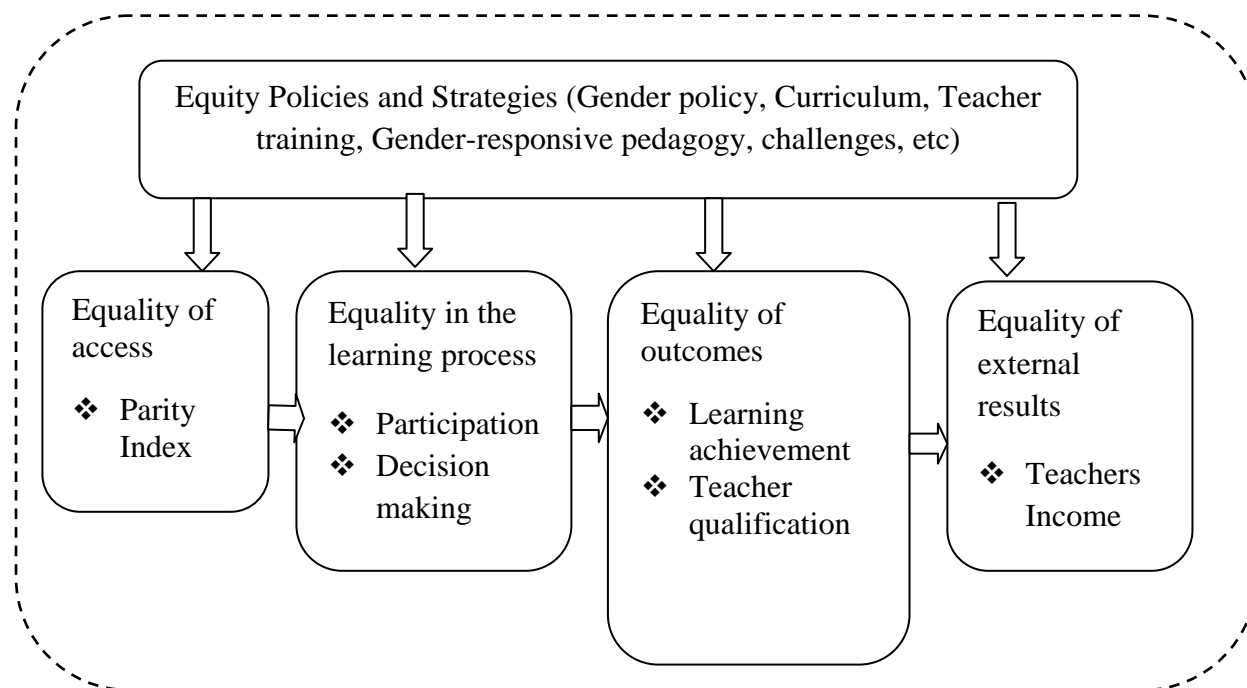 Equity Policies and Strategies (Gender policy, Curriculum, Teacher
training, Gender-responsive pedagogy, challenges, etc)
Equality of
access
❖ Parity
Index
Equality in the
learning process
❖ Participation
❖ Decision
making
Equality of
outcomes
❖ Learning
achievement
❖ Teacher
qualification
Equality of
external
results
❖ Teachers
Income